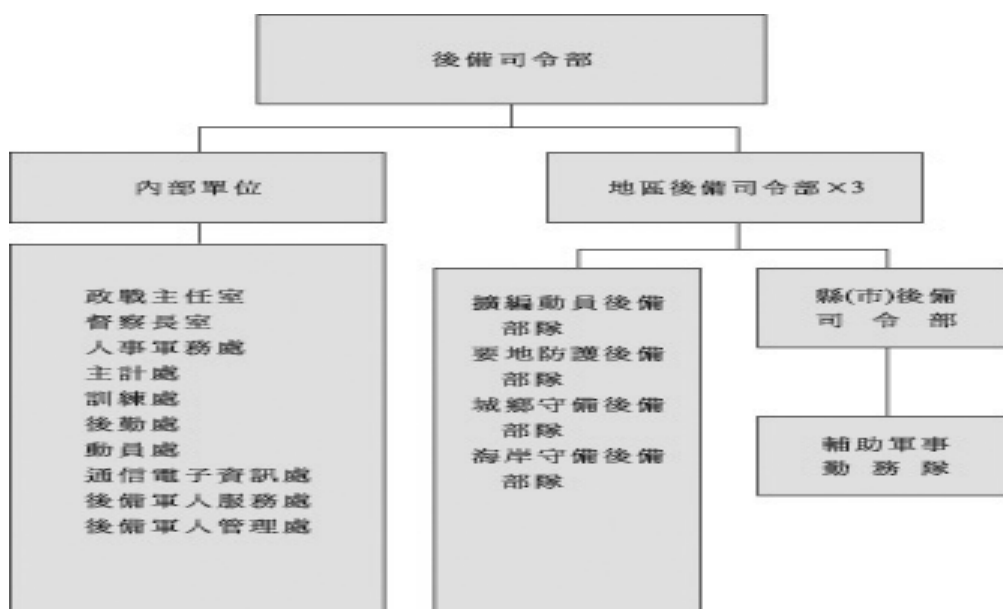 後備司令部
內部單位
地區後備司令部×3
政戰主任室
督察長室
人事軍務處
主計處
訓練處
後勤處
動員處
通信電子資訊處
後備軍人服務處
後備軍人管理處
擴編動員後備
部隊
要地防護後備
部隊
城鄉守備後備
部隊
海岸守備後備
部隊
縣(市)後備
司令部
輔助軍事
勤務隊